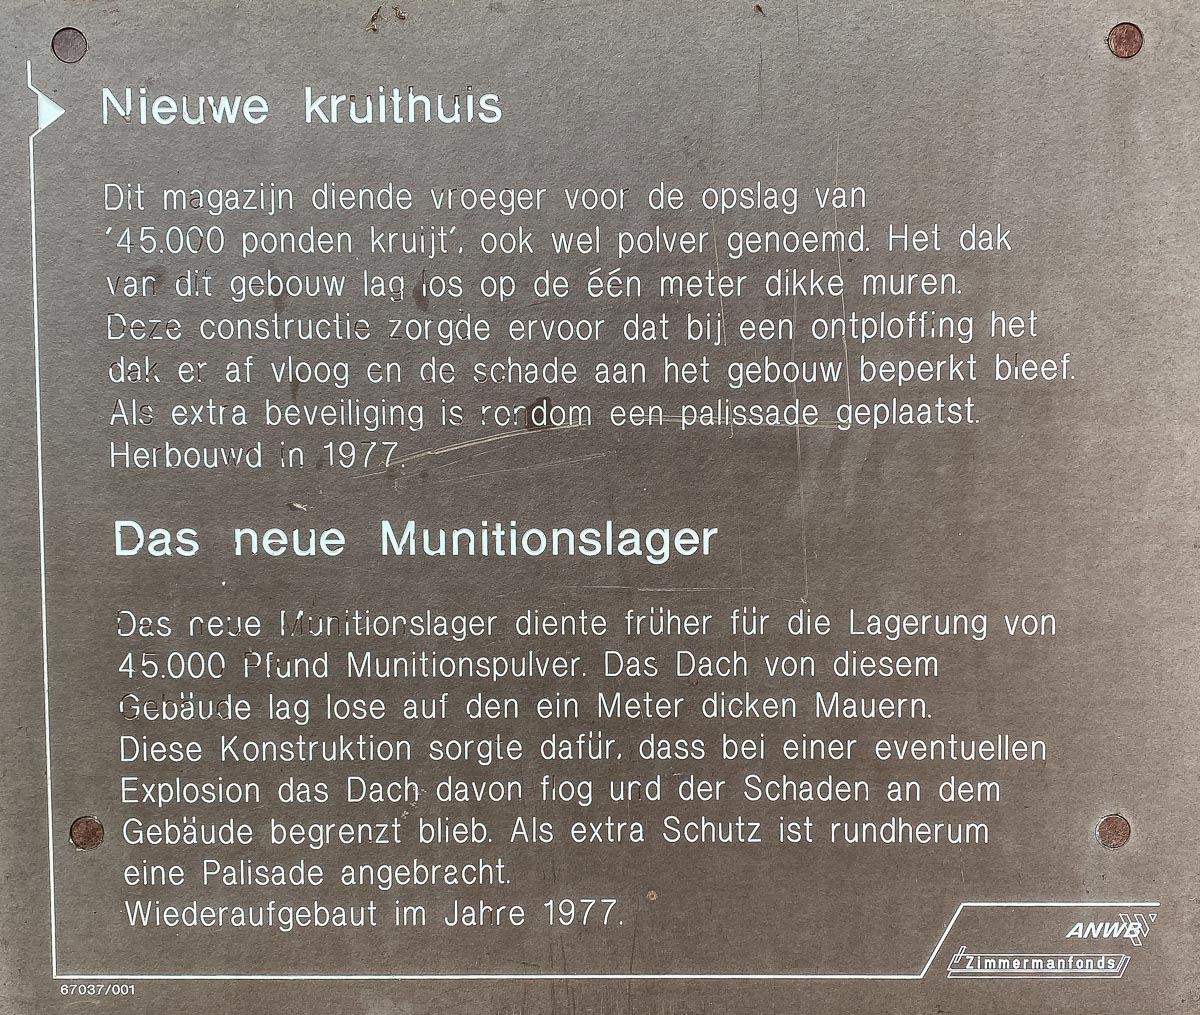 Nieuwe kruithuis
Dit magazijn diende vroeger voor de opslag van
'45.000 ponden kruijt', ook wel polver genoemd. Het dak
van dit gebouw lag los op de één meter dikke muren.
Deze constructie zorgde ervoor dat bij een ontploffing het
dak er af vloog en de schade aan het gebouw beperkt bleef.
Als extra beveiliging is rondom een palissade geplaatst.
Herbouwd in 1977.
Das neue Munitionslager
Das neue Munitionslager diente früher für die Lagerung von
45.000 Pfund Munitionspulver. Das Dach von diesem
Gebäude lag lose auf den ein Meter dicken Mauern.
Diese Konstruktion sorgte dafür, dass bei einer eventuellen
Explosion das Dach davon flog und der Schaden an dem
Gebäude begrenzt blieb. Als extra Schutz ist rundherum
eine Palisade angebracht.
Wiederaufgebaut im Jahre 1977.
ANWB
Zimmermanfonds
67037/001